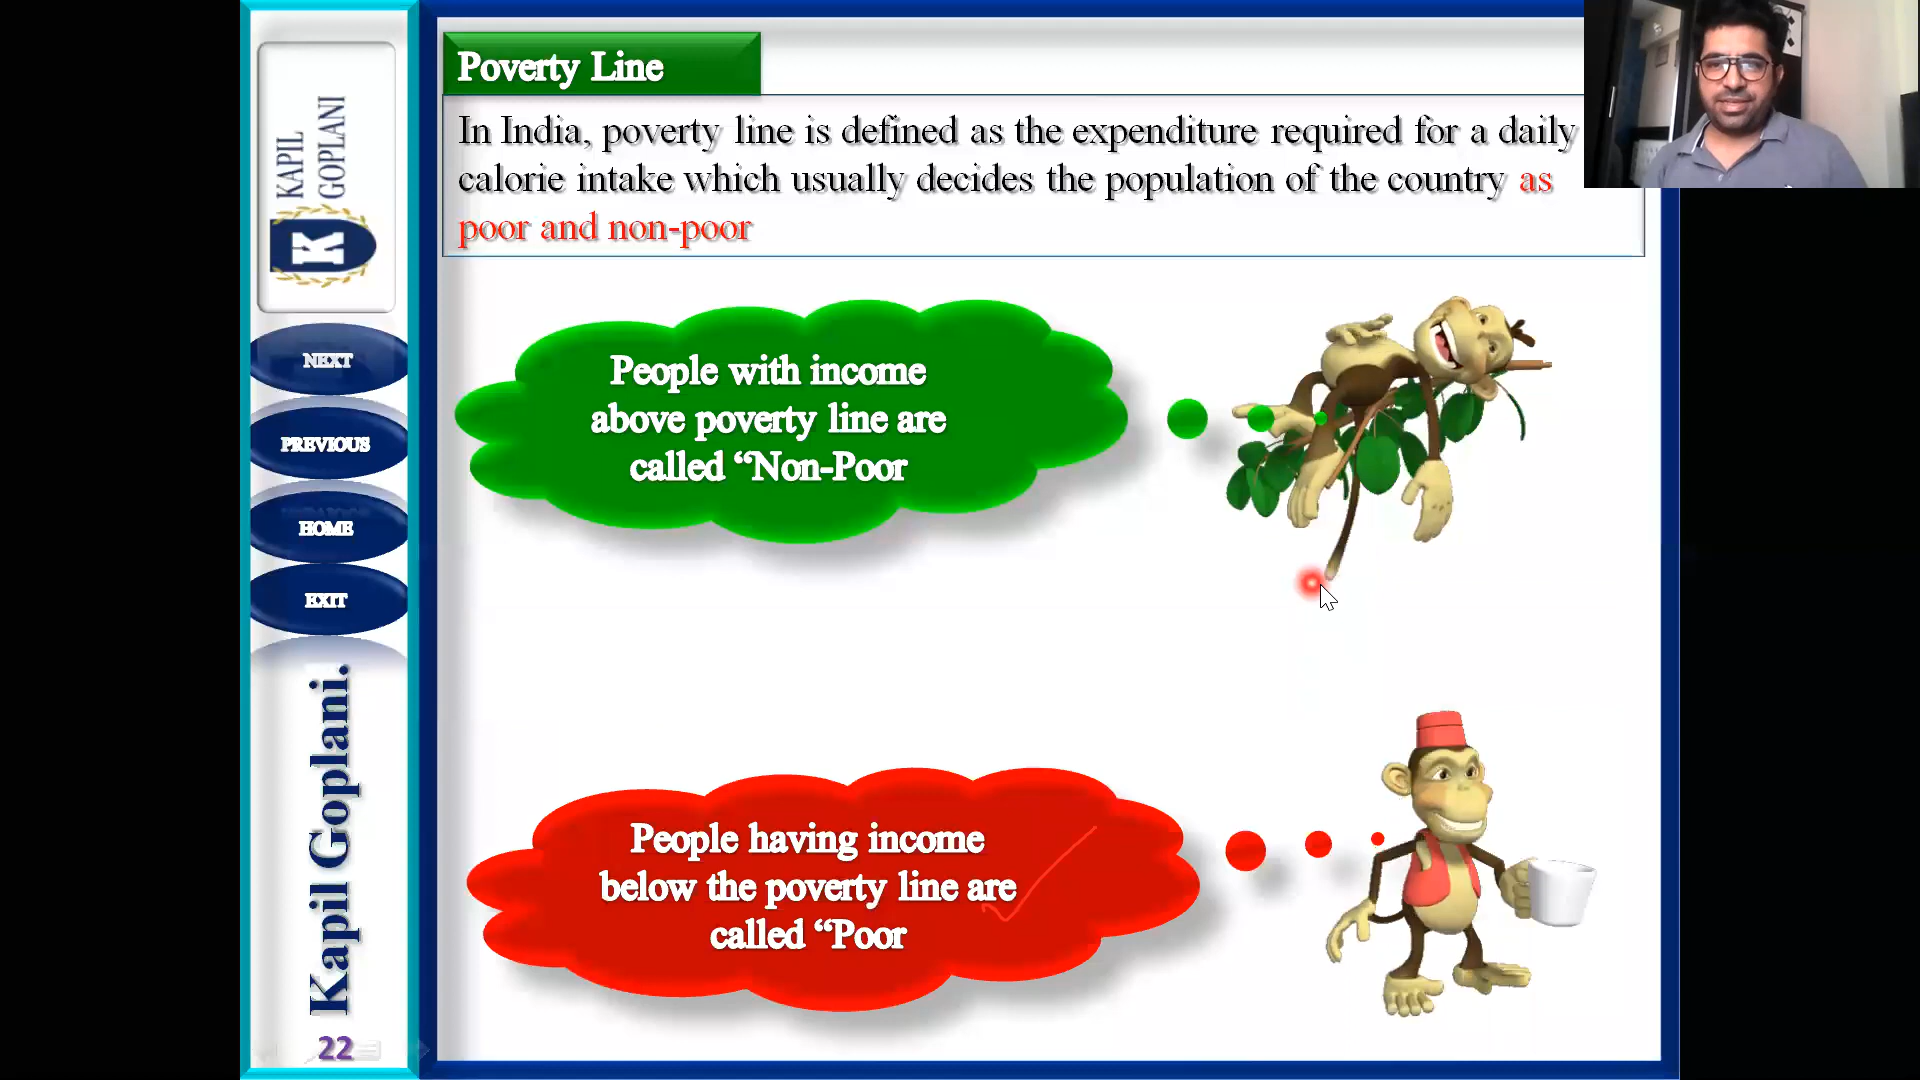 Poverty Line
In India, poverty line is defined as the expenditure required for a daily
calorie intake which usually decides the population of the country as
poor and non-poor
KAPIL
GOPLANI
K
NEXT
PREVIOUS
HOME
EXIT
Kapil Goplani.
22
People with income
above poverty line are
called “Non-Poor
People having income
below the poverty line are
called “Poor